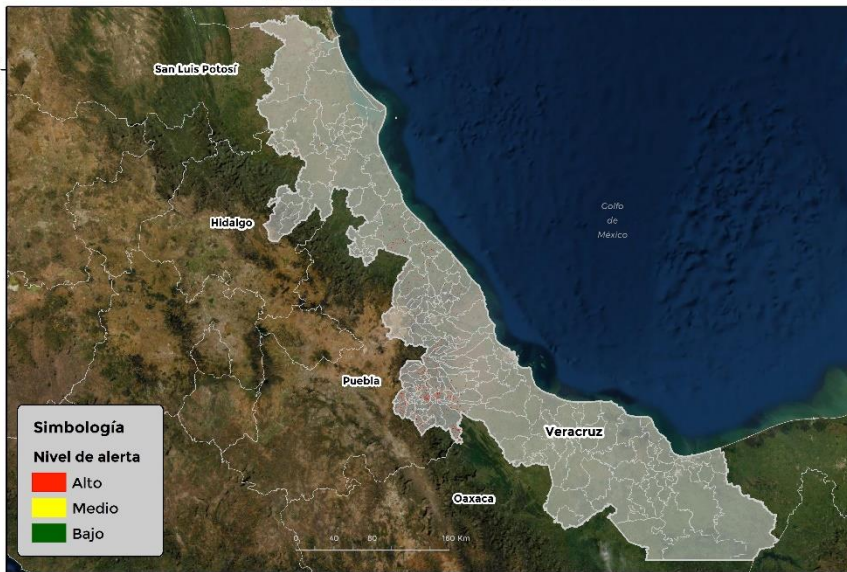 San Luis Potosí
Hidalgo
Golfo
de
México
Puebla
Veracruz
Oaxaca
Simbología
Nivel de alerta
Alto
Medio
Bajo
0 40 80 160 Km